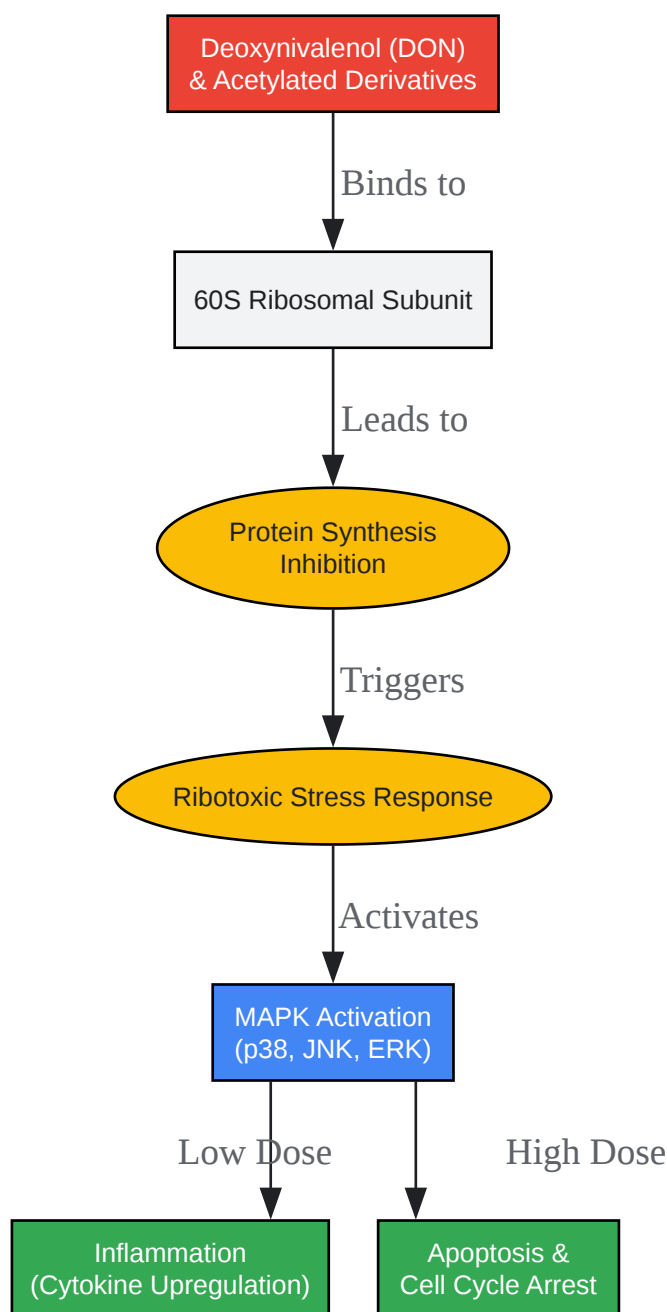 Deoxynivalenol (DON)
& Acetylated Derivatives
Binds to
60S Ribosomal Subunit
Leads to
Protein Synthesis
Inhibition
Triggers
Ribotoxic Stress Response
Activates
MAPK Activation
(p38, JNK, ERK)
Low Dose
High Dose
Inflammation
(Cytokine Upregulation)
Apoptosis &
Cell Cycle Arrest